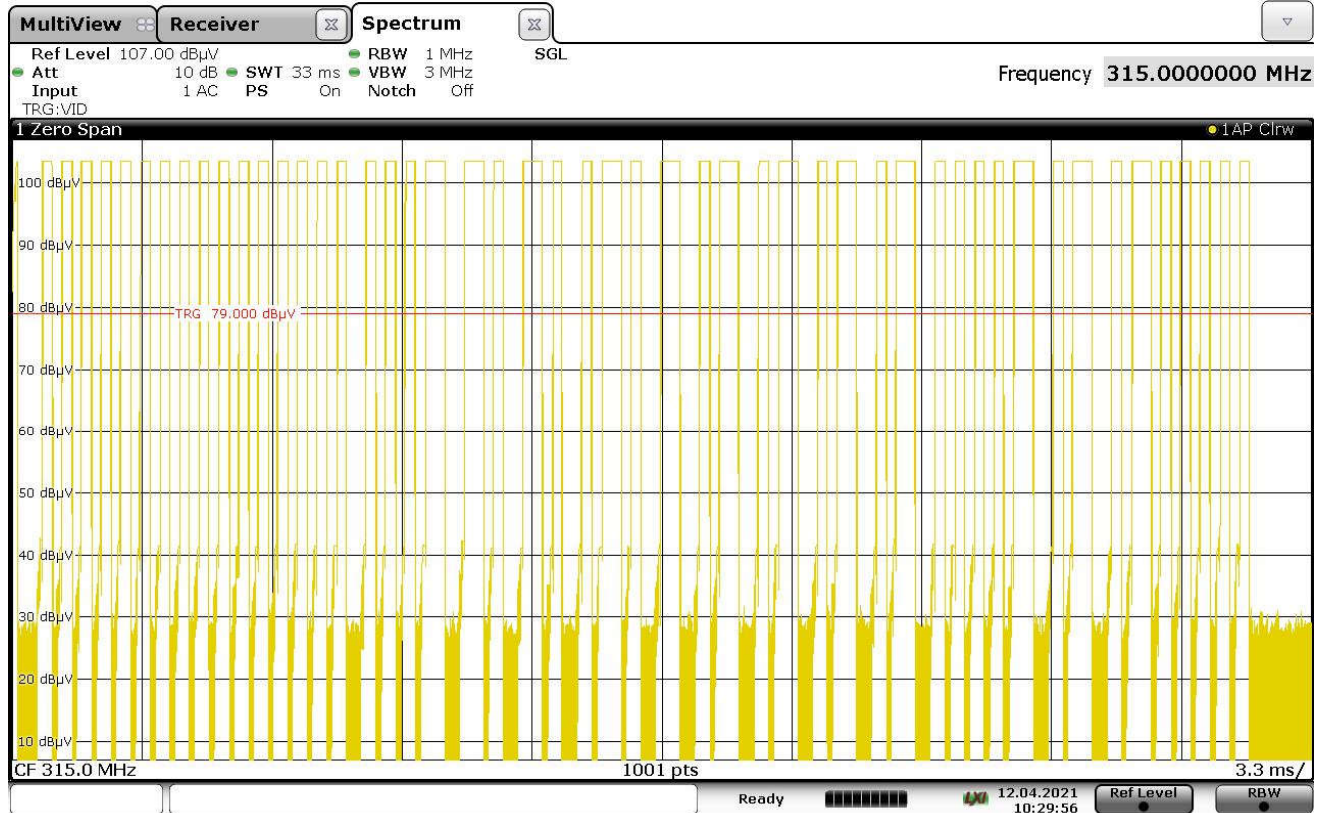 MultiView Receiver Spectrum
Ref Level 107.00 dBµV RBW 1 MHz SGL
Att 10 dB SWT 33 ms VBW 3 MHz
Input 1 AC PS On Notch Off
TRG:VID
Frequency 315.0000000 MHz
1 Zero Span 1AP Clrw
100 dBµV
90 dBµV
80 dBµV
TRG 79.000 dBµV
70 dBµV
60 dBµV
50 dBµV
40 dBµV
30 dBµV
20 dBµV
10 dBµV
CF 315.0 MHz 1001 pts 3.3 ms/
Ready LXI 12.04.2021 Ref Level RBW
10:29:56